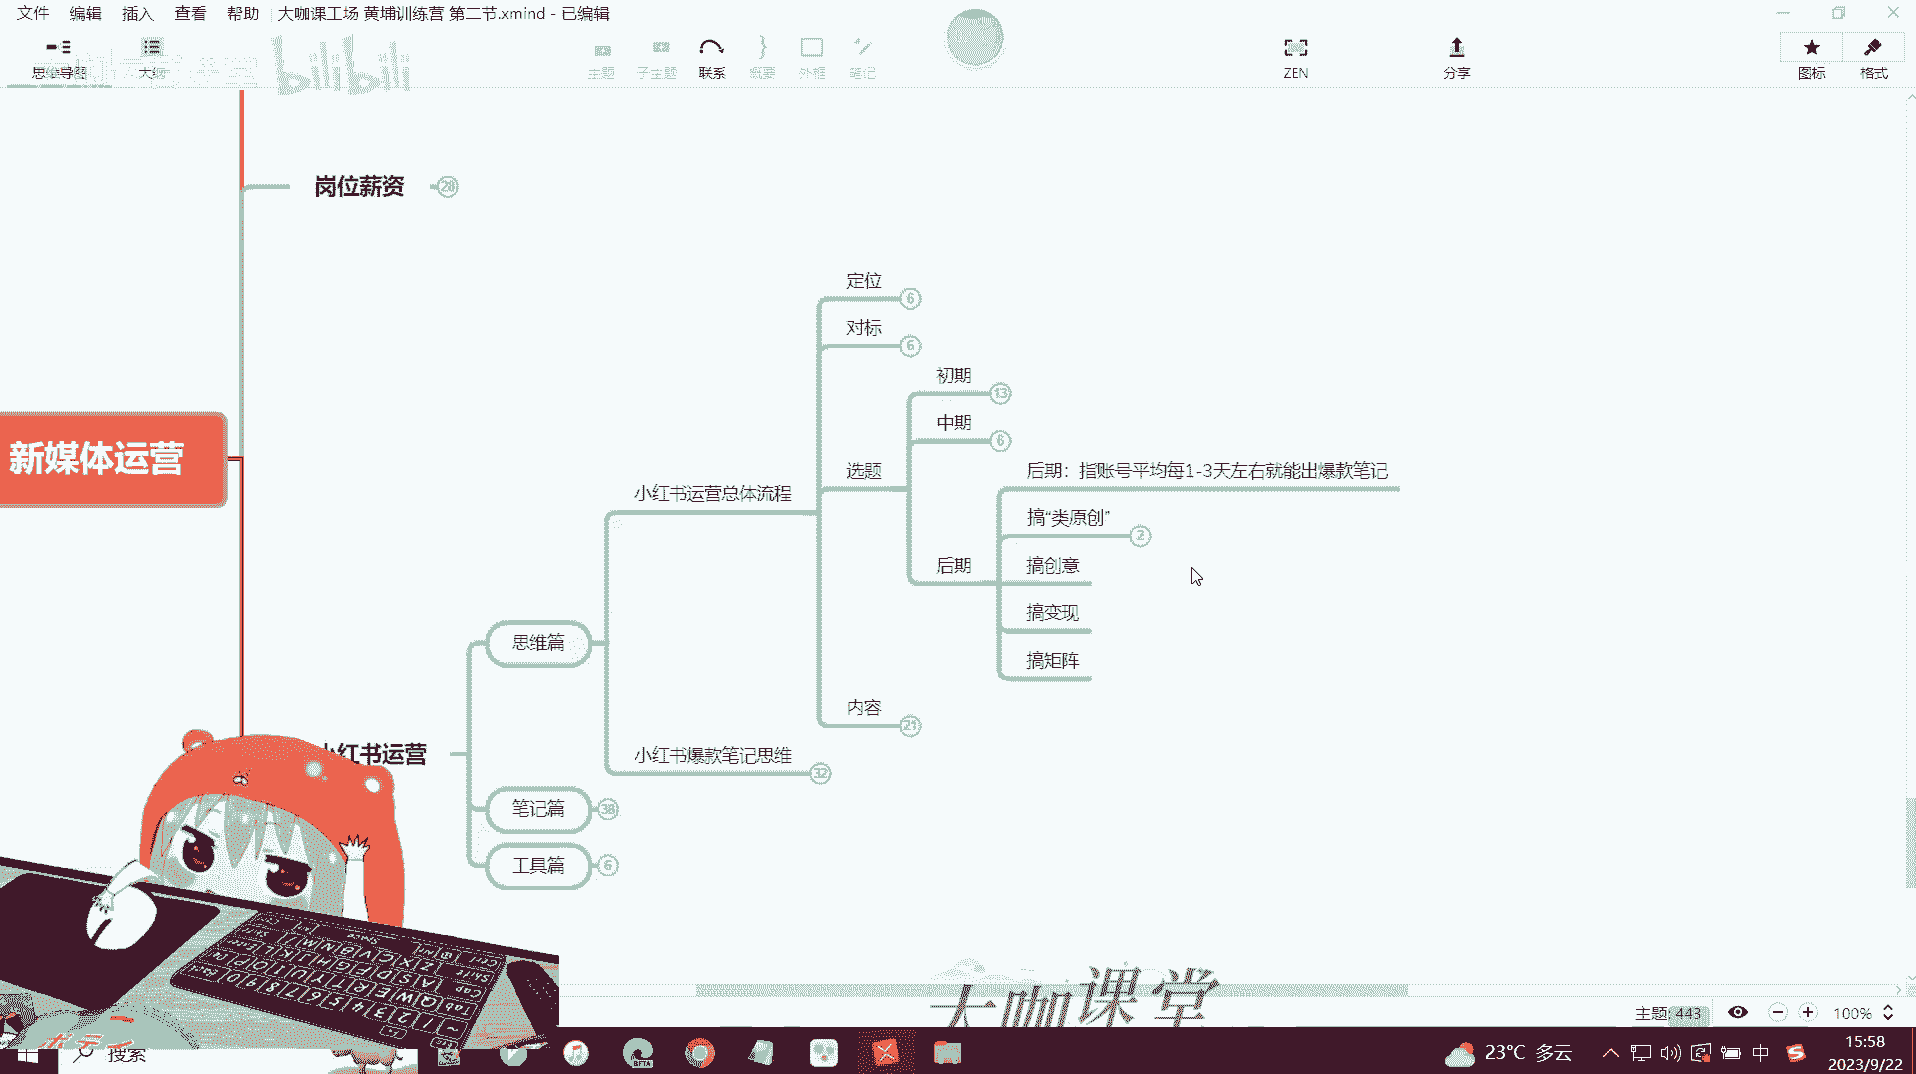 文件 编辑 插入 查看 帮助 大咖课工场 黄埔训练营 第二节.xmind - 已编辑
思维导图 大纲 bilibili 主题 子主题 联系 概要 外框 笔记 ZEN 分享 图标 格式
岗位薪资 28
定位 6
对标 6
初期 13
中期 6
新媒体运营
选题
后期：指账号平均每1-3天左右就能出爆款笔记
小红书运营总体流程
搞“类原创” 2
后期
搞创意
搞变现
思维篇
搞矩阵
内容 21
小红书运营
小红书爆款笔记思维 32
笔记篇 38
工具篇 6
大咖课堂
主题: 443 100%
搜索
BETA
23°C 多云
中
15:58
2023/9/22